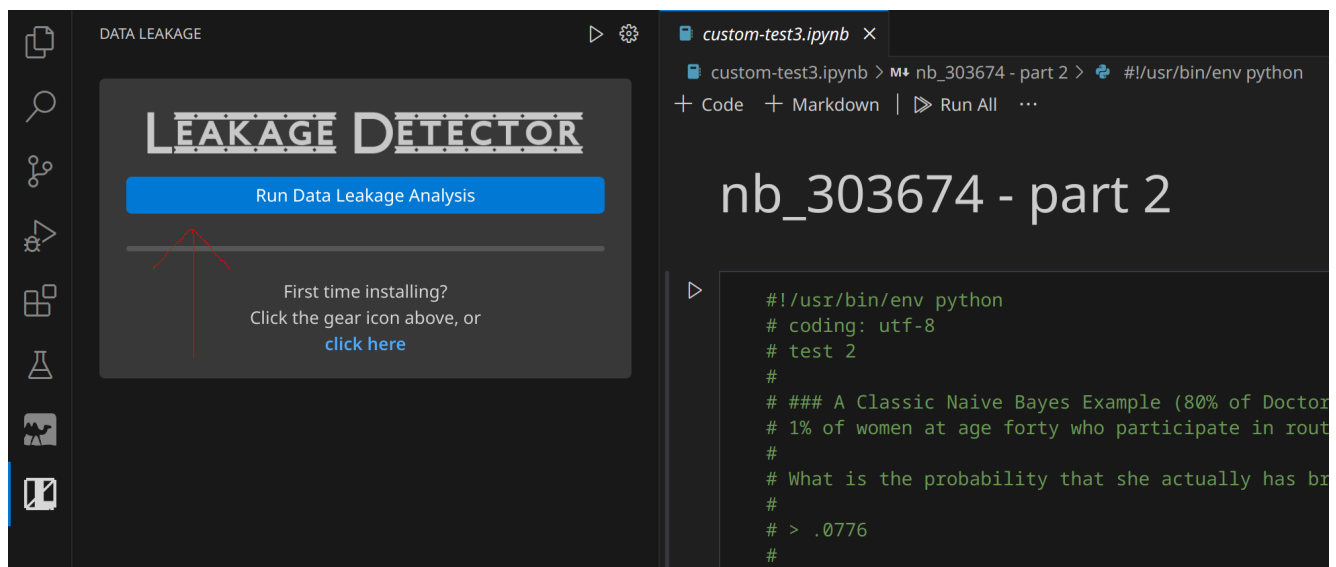 DATA LEAKAGE
LEAKAGE DETECTOR
Run Data Leakage Analysis
First time installing?
Click the gear icon above, or
click here
custom-test3.ipynb
custom-test3.ipynb > M↓ nb_303674 - part 2 > #!/usr/bin/env python
+ Code + Markdown | Run All ...
nb_303674 - part 2
#!/usr/bin/env python
# coding: utf-8
# test 2
#
# ### A Classic Naive Bayes Example (80% of Doctor
# 1% of women at age forty who participate in rout
#
# What is the probability that she actually has br
#
# > .0776
#